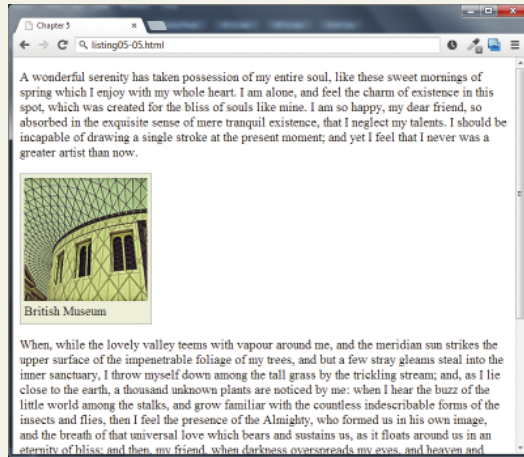 Chapter 5
listing05-05.html
A wonderful serenity has taken possession of my entire soul, like these sweet mornings of
spring which I enjoy with my whole heart. I am alone, and feel the charm of existence in this
spot, which was created for the bliss of souls like mine. I am so happy, my dear friend, so
absorbed in the exquisite sense of mere tranquil existence, that I neglect my talents. I should be
incapable of drawing a single stroke at the present moment; and yet I feel that I never was a
greater artist than now.
British Museum
When, while the lovely valley teems with vapour around me, and the meridian sun strikes the
upper surface of the impenetrable foliage of my trees, and but a few stray gleams steal into the
inner sanctuary, I throw myself down among the tall grass by the trickling stream; and, as I lie
close to the earth, a thousand unknown plants are noticed by me: when I hear the buzz of the
little world among the stalks, and grow familiar with the countless indescribable forms of the
insects and flies, then I feel the presence of the Almighty, who formed us in his own image,
and the breath of that universal love which bears and sustains us, as it floats around us in an
eternity of bliss; and then, my friend, when darkness overspreads my eyes, and heaven and